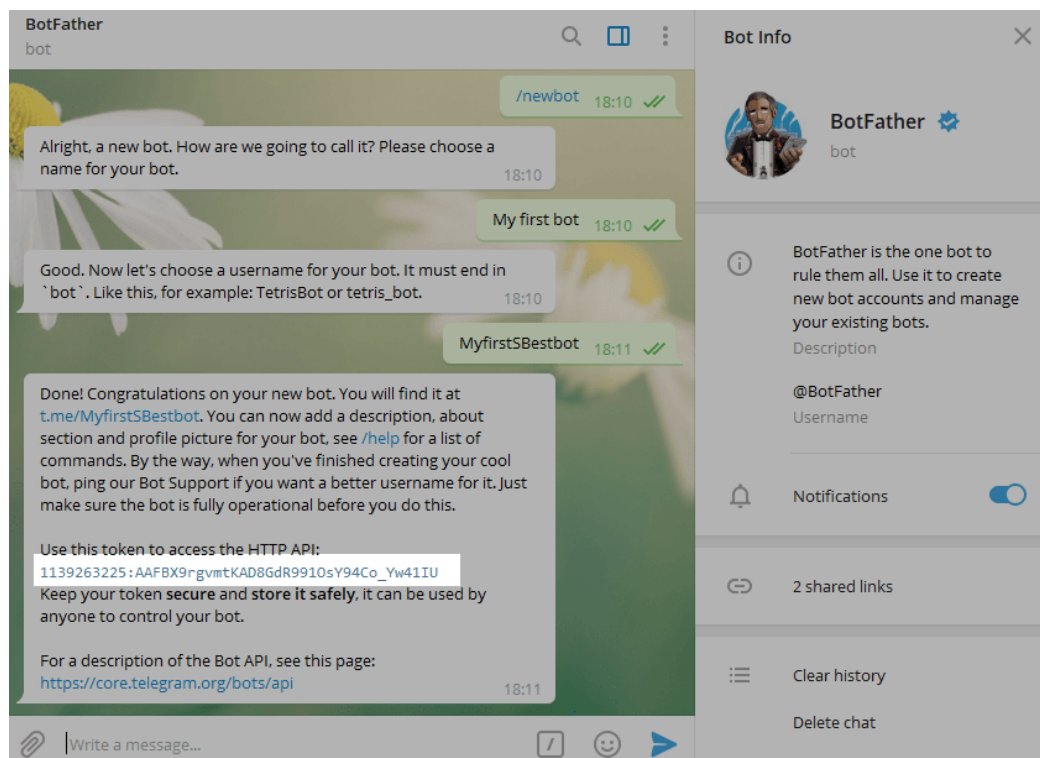 BotFather
bot
/newbot 18:10
Alright, a new bot. How are we going to call it? Please choose a
name for your bot.
18:10
My first bot 18:10
Good. Now let's choose a username for your bot. It must end in
`bot`. Like this, for example: TetrisBot or tetris_bot.
18:10
MyfirstSBestbot 18:11
Done! Congratulations on your new bot. You will find it at
t.me/MyfirstSBestbot. You can now add a description, about
section and profile picture for your bot, see /help for a list of
commands. By the way, when you've finished creating your cool
bot, ping our Bot Support if you want a better username for it. Just
make sure the bot is fully operational before you do this.
Use this token to access the HTTP API:
1139263225:AAFBX9rgvmtKAD8GdR991OsY94Co_Yw41IU
Keep your token secure and store it safely, it can be used by
anyone to control your bot.
For a description of the Bot API, see this page:
https://core.telegram.org/bots/api
18:11
Write a message...
Bot Info
BotFather
bot
BotFather is the one bot to
rule them all. Use it to create
new bot accounts and manage
your existing bots.
Description
@BotFather
Username
Notifications
2 shared links
Clear history
Delete chat